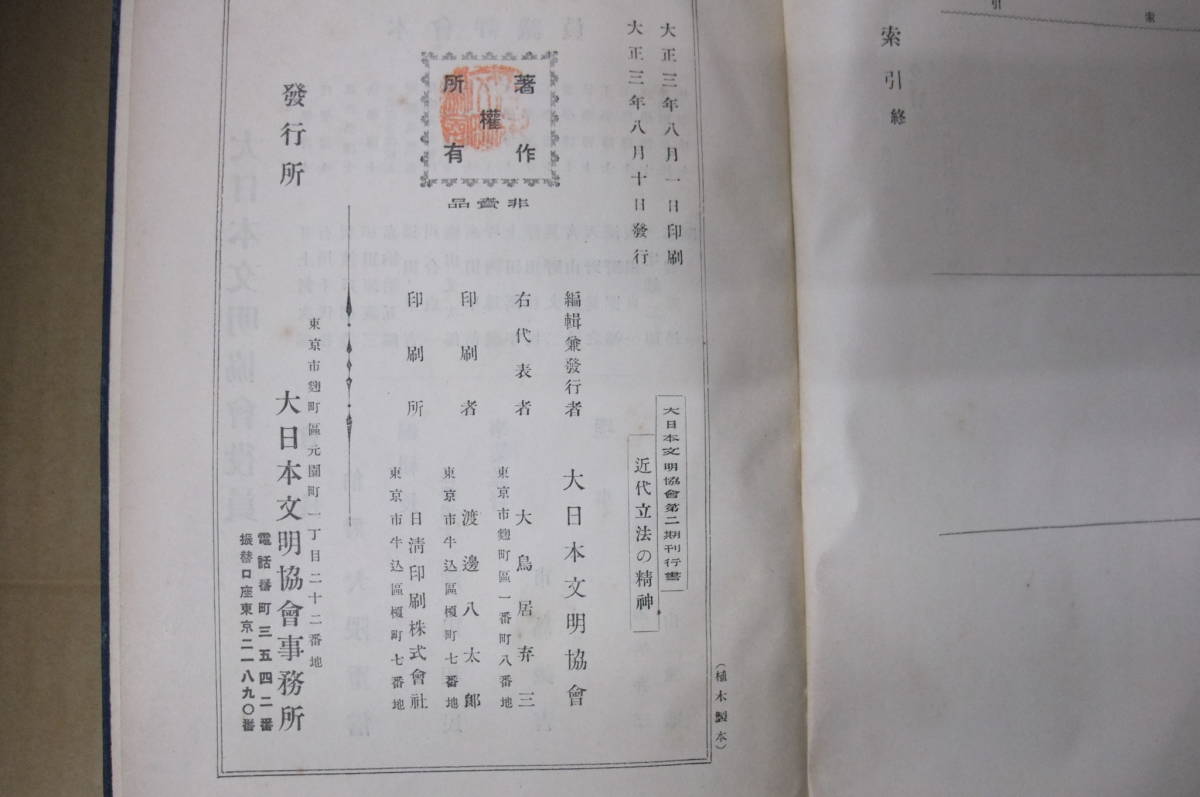 引
索
索引終
大正三年八月一日印刷
大正三年八月十日發行
著作權所有
非賣品
大日本文明協會第二期刊行書
近代立法の精神
編輯兼發行者 大日本文明協會
右代表者 大鳥居弃三
東京市麴町區一番町八番地
印刷者 渡邊八太郎
東京市牛込區榎町七番地
印刷所 日淸印刷株式會社
東京市牛込區榎町七番地
東京市麴町區元園町一丁目二十二番地
發行所 大日本文明協會事務所
電話番町三五四二番
振替口座東京二一八九〇番
(植木製本)